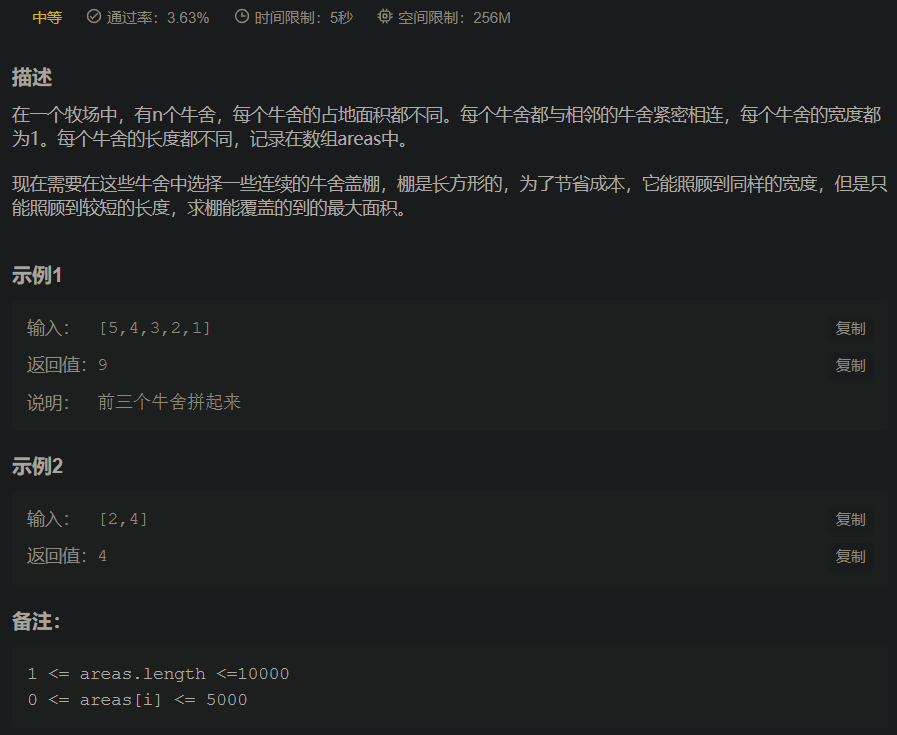 中等 通过率：3.63% 时间限制：5秒 空间限制：256M
描述
在一个牧场中，有n个牛舍，每个牛舍的占地面积都不同。每个牛舍都与相邻的牛舍紧密相连，每个牛舍的宽度都
为1。每个牛舍的长度都不同，记录在数组areas中。
现在需要在这些牛舍中选择一些连续的牛舍盖棚，棚是长方形的，为了节省成本，它能照顾到同样的宽度，但是只
能照顾到较短的长度，求棚能覆盖的到的最大面积。
示例1
输入： [5,4,3,2,1] 复制
返回值：9 复制
说明： 前三个牛舍拼起来
示例2
输入： [2,4] 复制
返回值：4 复制
备注：
1 <= areas.length <=10000
0 <= areas[i] <= 5000